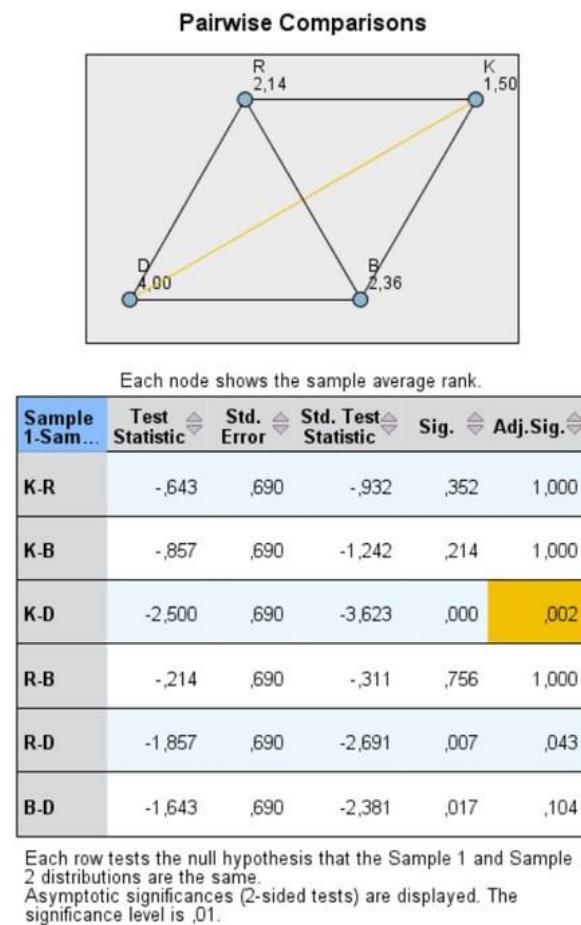 Pairwise Comparisons
R
2,14
K
1,50
D
4,00
B
2,36
Each node shows the sample average rank.
Sample 1-Sam... Test Statistic Std. Error Std. Test Statistic Sig. Adj.Sig.
K-R -,643 ,690 -,932 ,352 1,000
K-B -,857 ,690 -1,242 ,214 1,000
K-D -2,500 ,690 -3,623 ,000 ,002
R-B -,214 ,690 -,311 ,756 1,000
R-D -1,857 ,690 -2,691 ,007 ,043
B-D -1,643 ,690 -2,381 ,017 ,104
Each row tests the null hypothesis that the Sample 1 and Sample
2 distributions are the same.
Asymptotic significances (2-sided tests) are displayed. The
significance level is ,01.